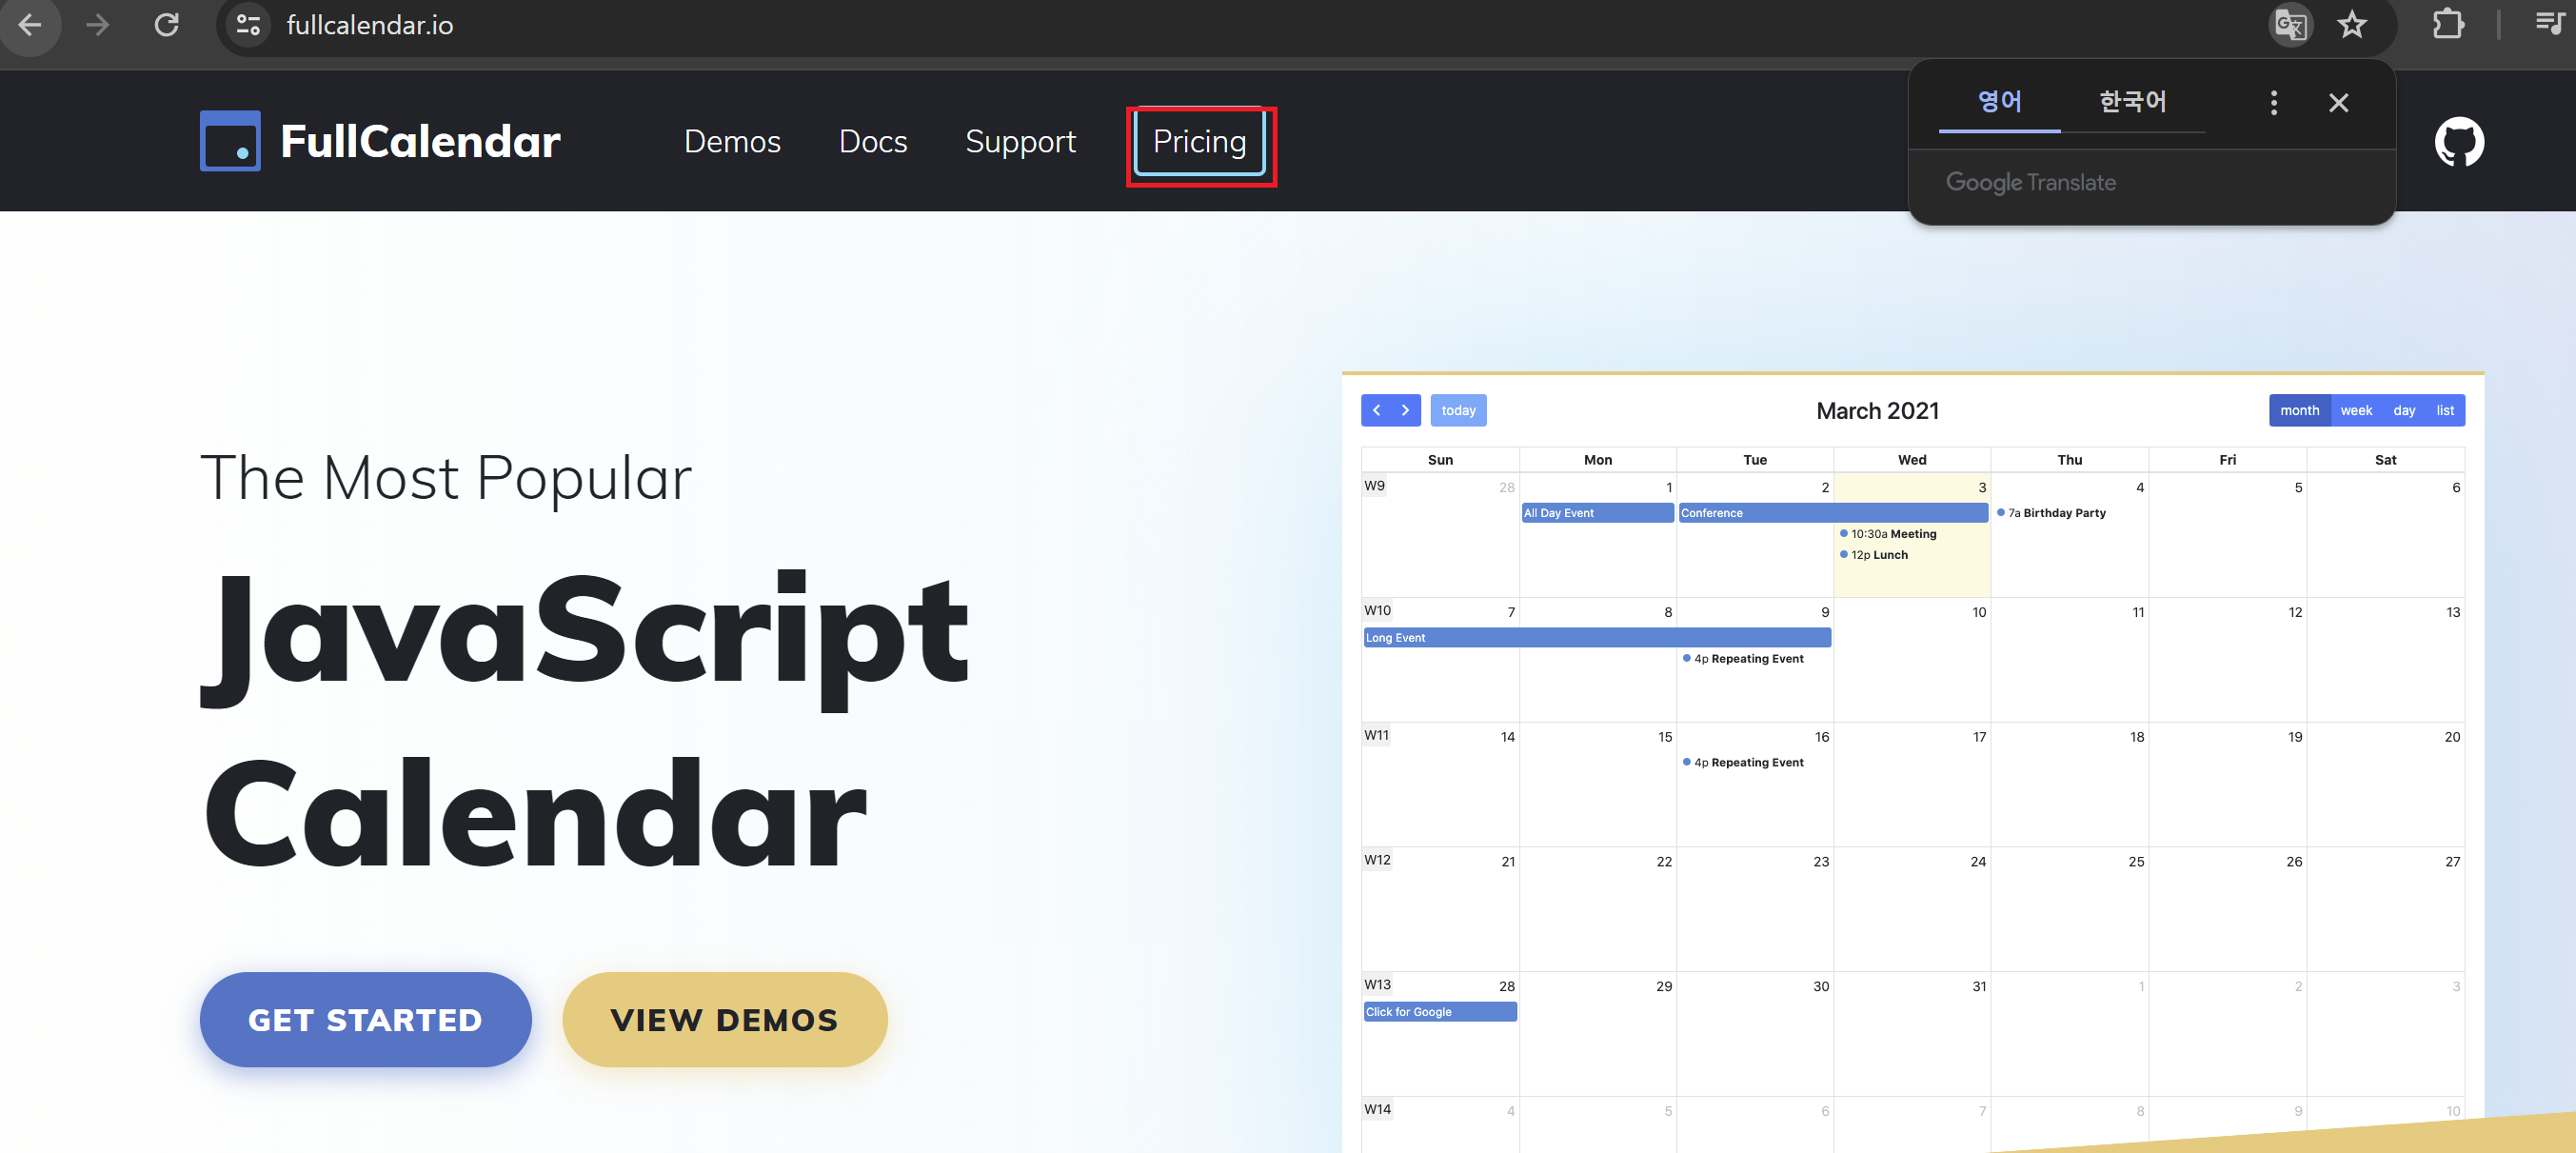 fullcalendar.io
FullCalendar
Demos
Docs
Support
Pricing
영어
한국어
Google Translate
The Most Popular
JavaScript
Calendar
GET STARTED
VIEW DEMOS
today
March 2021
month week day list
Sun Mon Tue Wed Thu Fri Sat
W9 28 1 2 3 4 5 6
All Day Event
Conference
7a Birthday Party
10:30a Meeting
12p Lunch
W10 7 8 9 10 11 12 13
Long Event
4p Repeating Event
W11 14 15 16 17 18 19 20
4p Repeating Event
W12 21 22 23 24 25 26 27
W13 28 29 30 31 1 2 3
Click for Google
W14 4 5 6 7 8 9 10